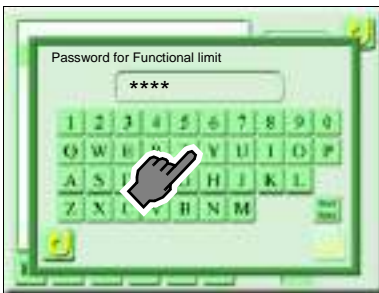 Password for Functional limit
****
1 2 3 4 5 6 7 8 9 0
Q W E Y U I O P
A S H J K L
Z X V B N M